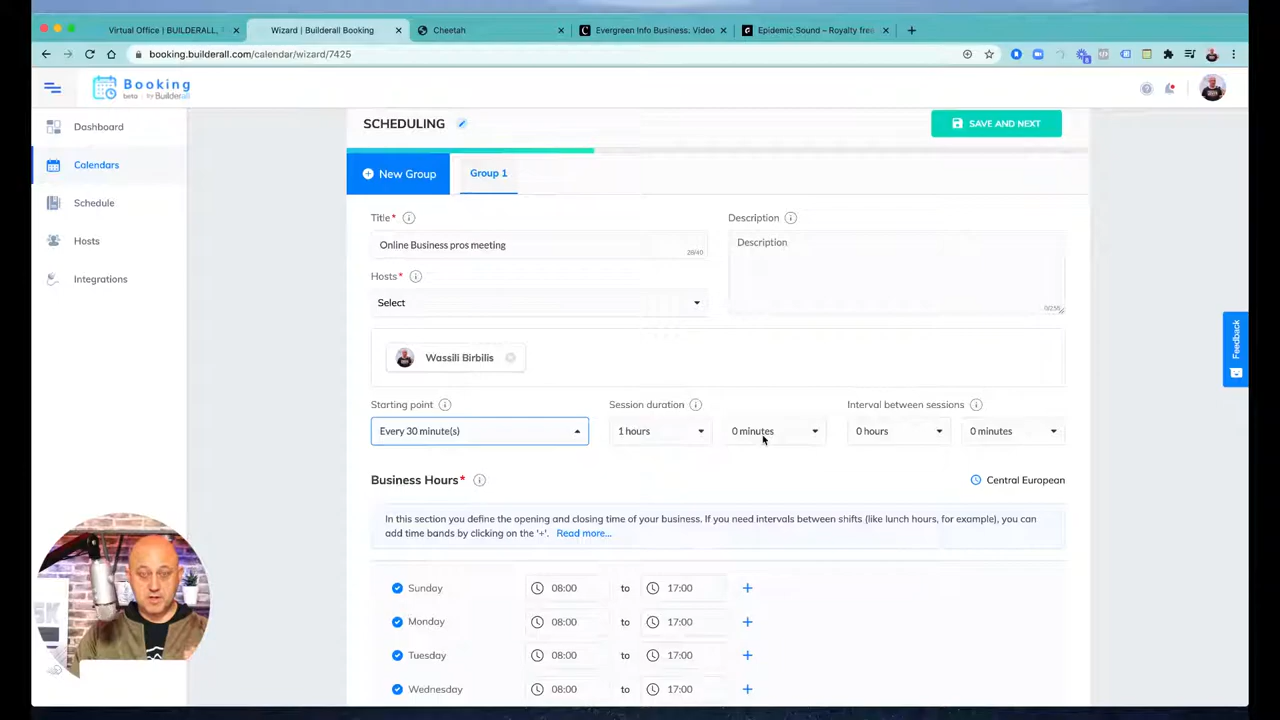 Virtual Office | BUILDERALL,
Wizard | Builderall Booking
Cheetah
Evergreen Info Business, Video
Epidemic Sound – Royalty free
booking.builderall.com/calendar/wizard/7425
Booking
beta by Builderall
Dashboard
Calendars
Schedule
Hosts
Integrations
SCHEDULING
SAVE AND NEXT
New Group
Group 1
Title*
Description
Online Business pros meeting
28/40
Description
0/255
Hosts*
Select
Wassili Birbilis
Starting point
Session duration
Interval between sessions
Every 30 minute(s)
1 hours
0 minutes
0 hours
0 minutes
Business Hours*
Central European
In this section you define the opening and closing time of your business. If you need intervals between shifts (like lunch hours, for example), you can
add time bands by clicking on the '+'. Read more...
Sunday 08:00 to 17:00 +
Monday 08:00 to 17:00 +
Tuesday 08:00 to 17:00 +
Wednesday 08:00 to 17:00 +
Feedback